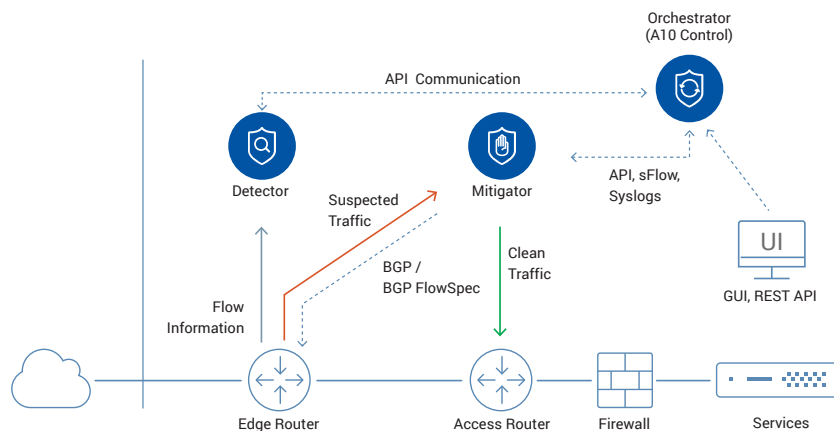 Orchestrator
(A10 Control)
API Communication
Detector
Mitigator
API, sFlow,
Syslogs
Suspected
Traffic
UI
GUI, REST API
BGP /
BGP FlowSpec
Clean
Traffic
Flow
Information
Edge Router
Access Router
Firewall
Services